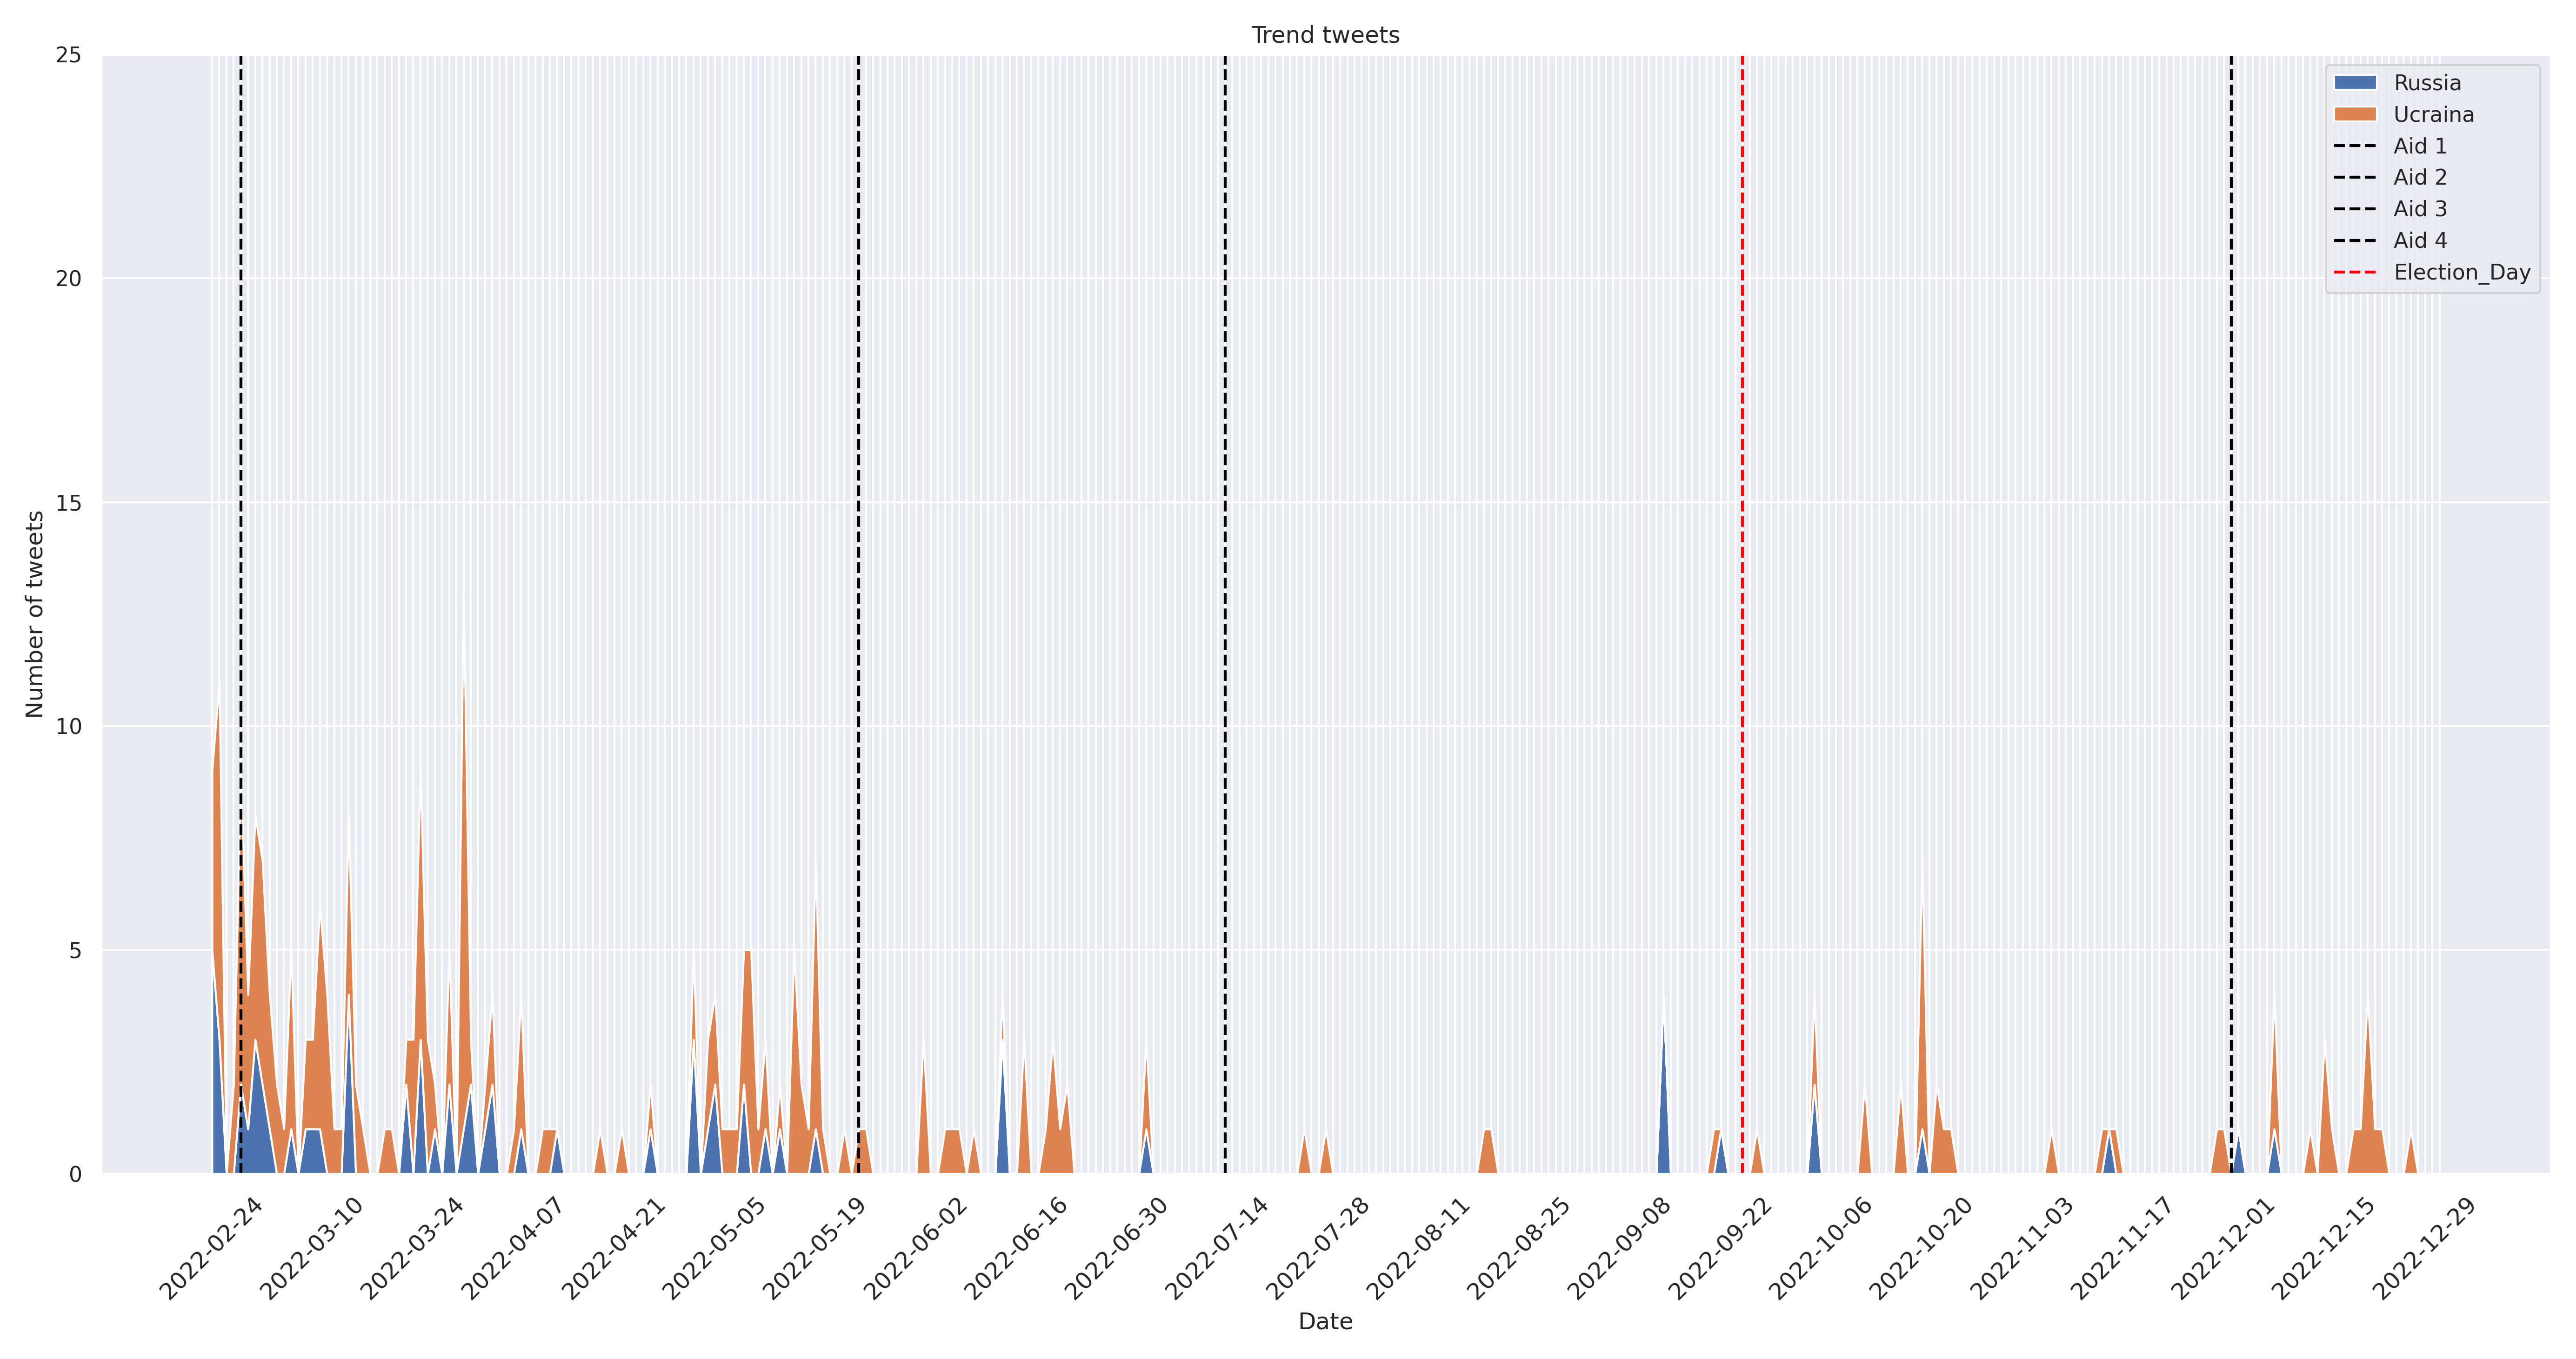 Trend tweets
Number of tweets
25
20
15
10
5
0
Russia
Ucraina
Aid 1
Aid 2
Aid 3
Aid 4
Election_Day
2022-02-24
2022-03-10
2022-03-24
2022-04-07
2022-04-21
2022-05-05
2022-05-19
2022-06-02
2022-06-16
2022-06-30
2022-07-14
2022-07-28
2022-08-11
2022-08-25
2022-09-08
2022-09-22
2022-10-06
2022-10-20
2022-11-03
2022-11-17
2022-12-01
2022-12-15
2022-12-29
Date